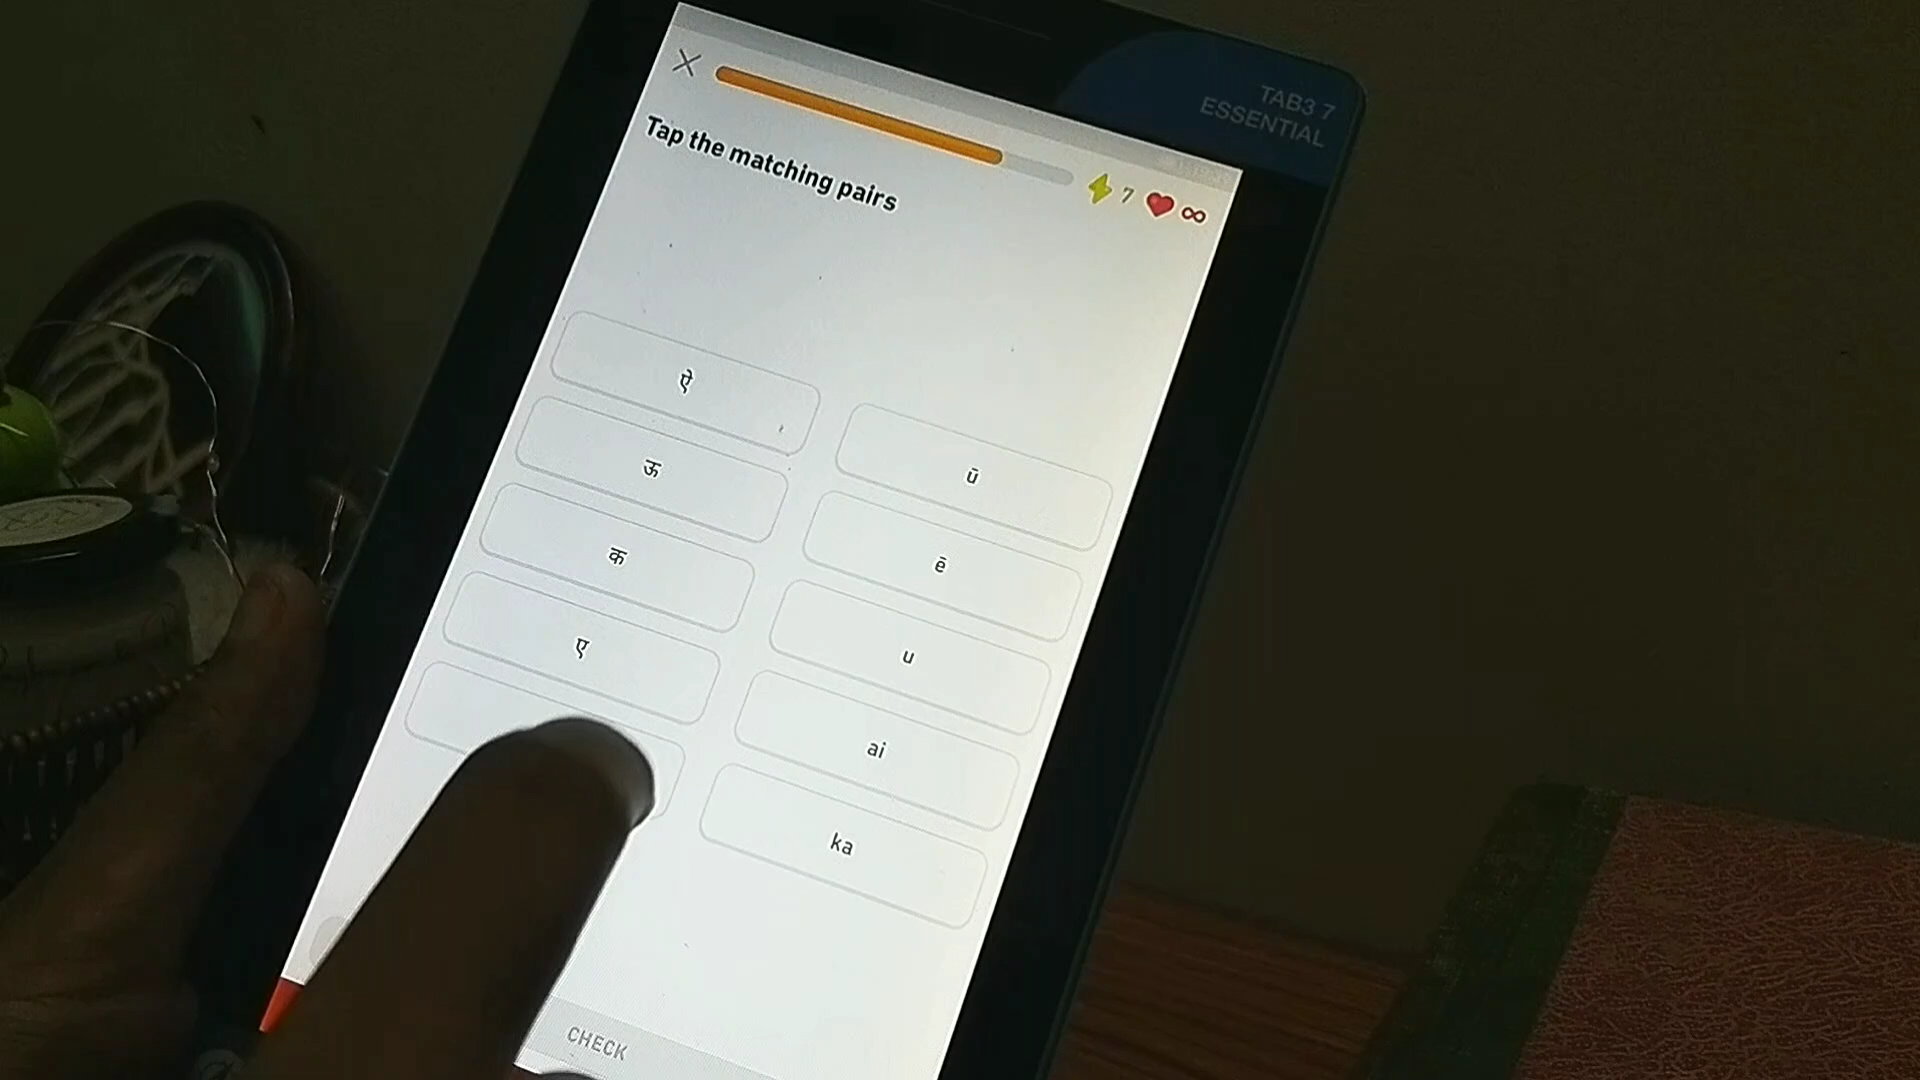 TAB3 7
ESSENTIAL
7 ∞
Tap the matching pairs
ऐ
ऊ
क
ए
ū
ē
u
ai
ka
CHECK